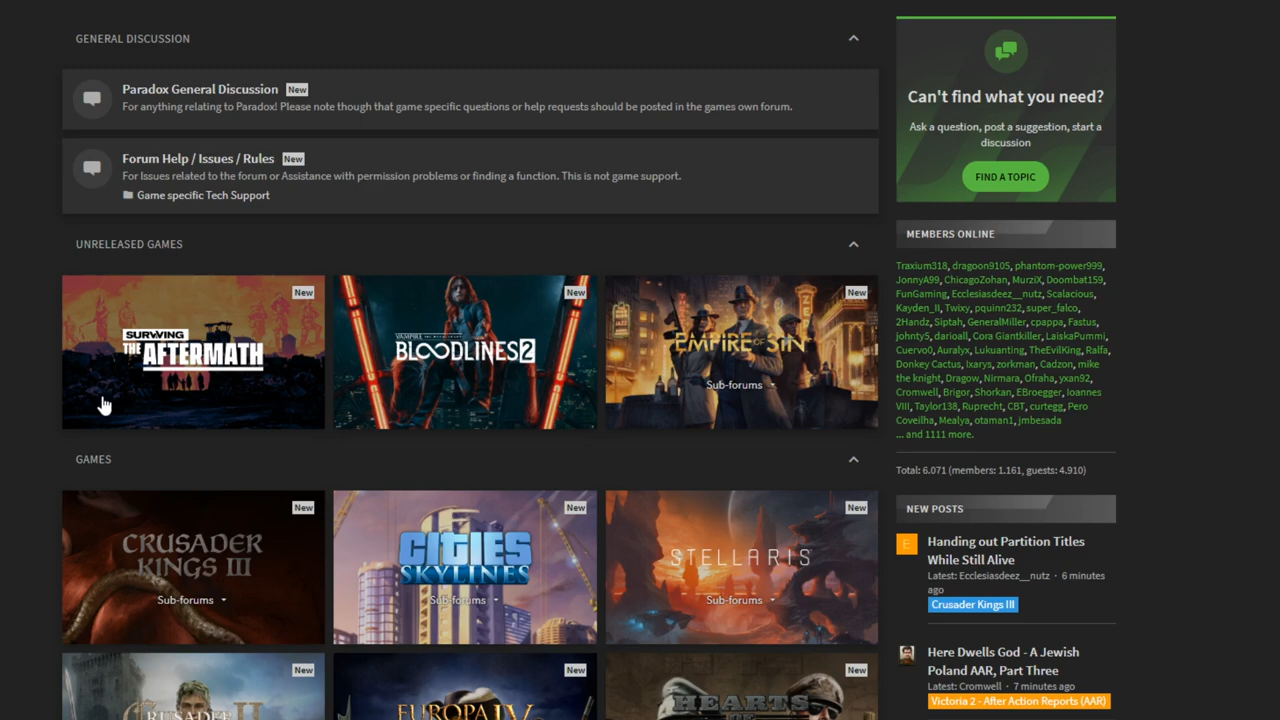 GENERAL DISCUSSION
Paradox General Discussion New
For anything relating to Paradox! Please note though that game specific questions or help requests should be posted in the games own forum.
Forum Help / Issues / Rules New
For Issues related to the forum or Assistance with permission problems or finding a function. This is not game support.
Game specific Tech Support
UNRELEASED GAMES
New
SURVIVING
THE AFTERMATH
New
BLOODLINES 2
New
EMPIRE OF SIN
Sub-forums
GAMES
New
CRUSADER
KINGS III
Sub-forums
New
CITIES
SKYLINES
Sub-forums
New
STELLARIS
Sub-forums
New
CRUSADER
New
EUROPA IV
New
HEARTS
Can't find what you need?
Ask a question, post a suggestion, start a
discussion
FIND A TOPIC
MEMBERS ONLINE
Traxium318, dragoon9105, phantom-power999,
JonnyA99, ChicagoZohan, MurziX, Doombat159,
FunGaming, Ecclesiasdeez__nutz, Scalacious,
Kayden_II, Twixy, pquinn232, super_falco,
2Handz, Siptah, GeneralMiller, cpappa, Fastus,
johnty5, darioall, Cora Giantkiller, LaiskaPummi,
Cuervo0, Auralyx, Lukuanting, TheEvilKing, Ralfa,
Donkey Cactus, Ixarys, zorkman, Cadzon, mike
the knight, Dragow, Nirmara, Ofraha, yxan92,
Cromwell, Brigor, Shorkan, EBroegger, Ioannes
VIII, Taylor138, Ruprecht, CBT, curtegg, Pero
Coveilha, Mealya, otaman1, jmbesada
... and 1111 more.
Total: 6.071 (members: 1.161, guests: 4.910)
NEW POSTS
E
Handing out Partition Titles
While Still Alive
Latest: Ecclesiasdeez__nutz · 6 minutes
ago
Crusader Kings III
Here Dwells God - A Jewish
Poland AAR, Part Three
Latest: Cromwell · 7 minutes ago
Victoria 2 - After Action Reports (AAR)